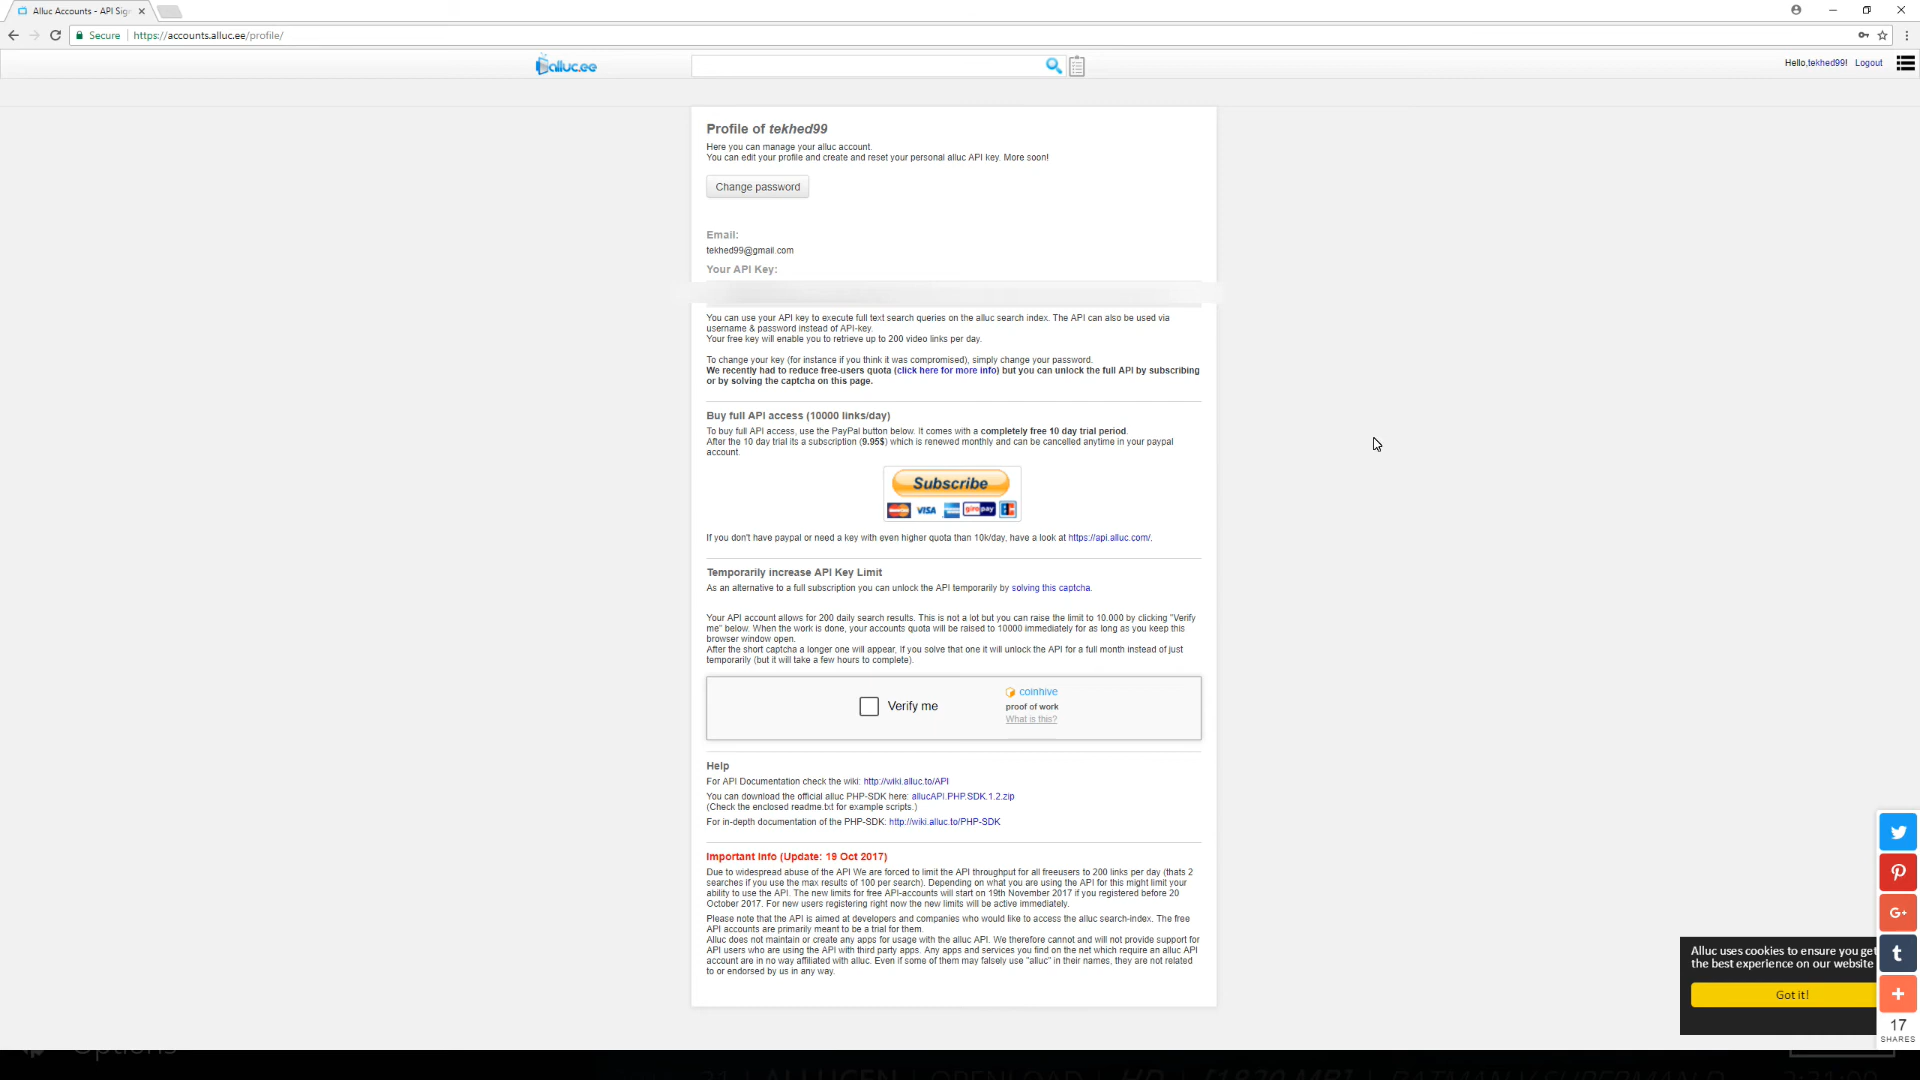 Alluc Accounts - API Sig
Secure https://accounts.alluc.ee/profile/
alluc.ee
Hello,tekhed99! Logout
Profile of tekhed99
Here you can manage your alluc account.
You can edit your profile and create and reset your personal alluc API key. More soon!
Change password
Email:
tekhed99@gmail.com
Your API Key:
You can use your API key to execute full text search queries on the alluc search index. The API can also be used via
username & password instead of API-key.
Your free key will enable you to retrieve up to 200 video links per day.
To change your key (for instance if you think it was compromised), simply change your password.
We recently had to reduce free-users quota (click here for more info) but you can unlock the full API by subscribing
or by solving the captcha on this page.
Buy full API access (10000 links/day)
To buy full API access, use the PayPal button below. It comes with a completely free 10 day trial period.
After the 10 day trial its a subscription (9.95$) which is renewed monthly and can be cancelled anytime in your paypal
account.
Subscribe
VISA giropay
If you don't have paypal or need a key with even higher quota than 10k/day, have a look at https://api.alluc.com/.
Temporarily increase API Key Limit
As an alternative to a full subscription you can unlock the API temporarily by solving this captcha.
Your API account allows for 200 daily search results. This is not a lot but you can raise the limit to 10.000 by clicking "Verify
me" below. When the work is done, your accounts quota will be raised to 10000 immediately for as long as you keep this
browser window open.
After the short captcha a longer one will appear, If you solve that one it will unlock the API for a full month instead of just
temporarily (but it will take a few hours to complete).
Verify me
coinhive
proof of work
What is this?
Help
For API Documentation check the wiki: http://wiki.alluc.to/API
You can download the official alluc PHP-SDK here: allucAPI.PHP.SDK.1.2.zip
(Check the enclosed readme.txt for example scripts.)
For in-depth documentation of the PHP-SDK: http://wiki.alluc.to/PHP-SDK
Important Info (Update: 19 Oct 2017)
Due to widespread abuse of the API We are forced to limit the API throughput for all freeusers to 200 links per day (thats 2
searches if you use the max results of 100 per search). Depending on what you are using the API for this might limit your
ability to use the API. The new limits for free API-accounts will start on 19th November 2017 if you registered before 20
October 2017. For new users registering right now the new limits will be active immediately.
Please note that the API is aimed at developers and companies who would like to access the alluc search-index. The free
API accounts are primarily meant to be a trial for them.
Alluc does not maintain or create any apps for usage with the alluc API. We therefore cannot and will not provide support for
API users who are using the API with third party apps. Any apps and services you find on the net which require an alluc API
account are in no way affiliated with alluc. Even if some of them may falsely use "alluc" in their names, they are not related
to or endorsed by us in any way.
Alluc uses cookies to ensure you get
the best experience on our website
Got it!
17
SHARES
Options